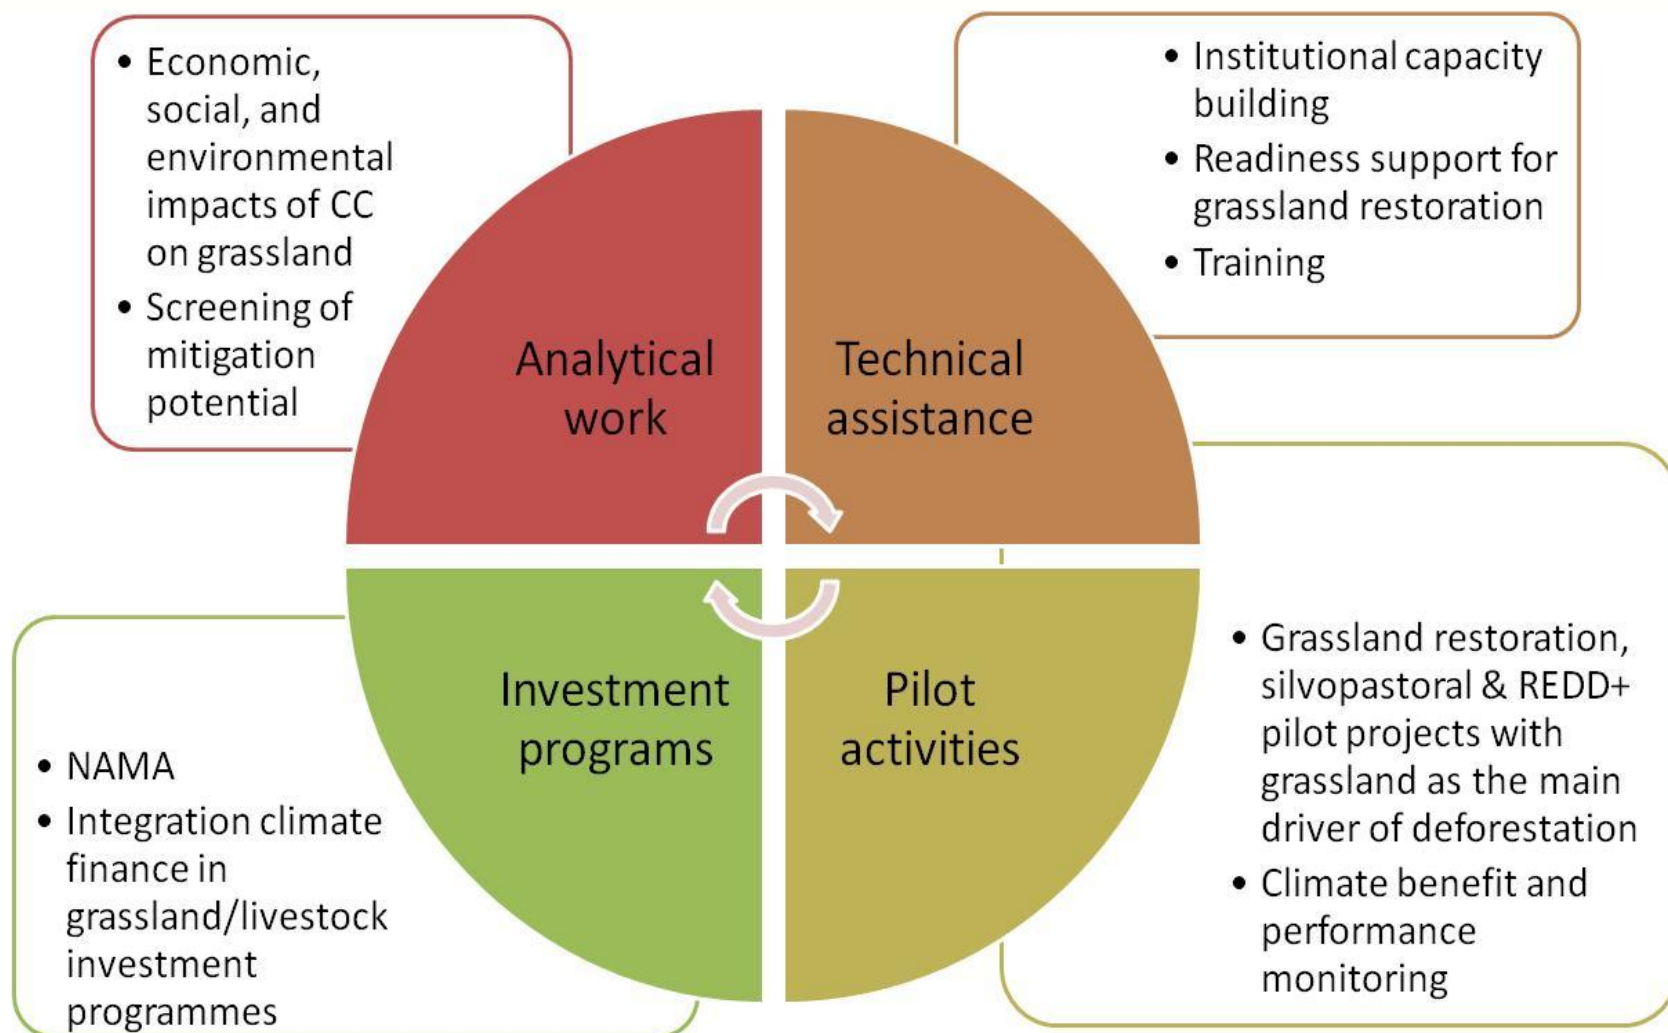 • Economic,
social, and
environmental
impacts of CC
on grassland
• Screening of
mitigation
potential
• Institutional capacity
building
• Readiness support for
grassland restoration
• Training
Analytical
work
Technical
assistance
Investment
programs
Pilot
activities
• NAMA
• Integration climate
finance in
grassland/livestock
investment
programmes
• Grassland restoration,
silvopastoral & REDD+
pilot projects with
grassland as the main
driver of deforestation
• Climate benefit and
performance
monitoring